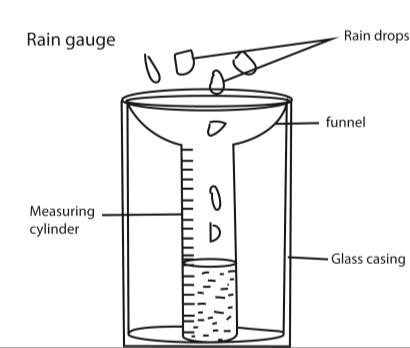 Rain gauge
Rain drops
funnel
Measuring
cylinder
Glass casing